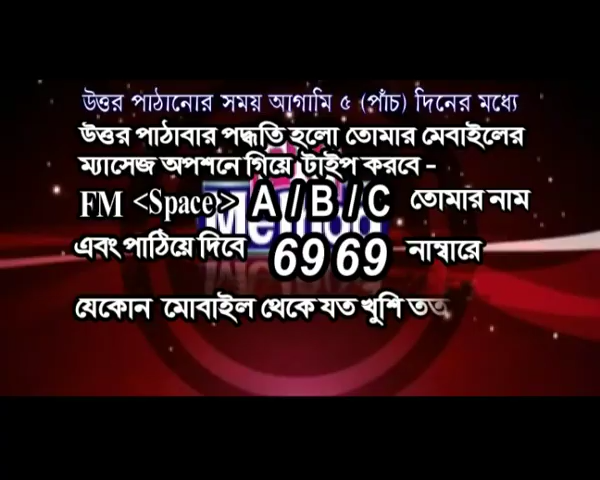 উত্তর পাঠানোর সময় আগামি ৫ (পাঁচ) দিনের মধ্যে
উত্তর পাঠাবার পদ্ধতি হলো তোমার মেবাইলের
ম্যাসেজ অপশনে গিয়ে টাইপ করবে -
FM <Space> A / B / C তোমার নাম
এবং পাঠিয়ে দিবে 69 69 নাম্বারে
যেকোন মোবাইল থেকে যত খুশি তত